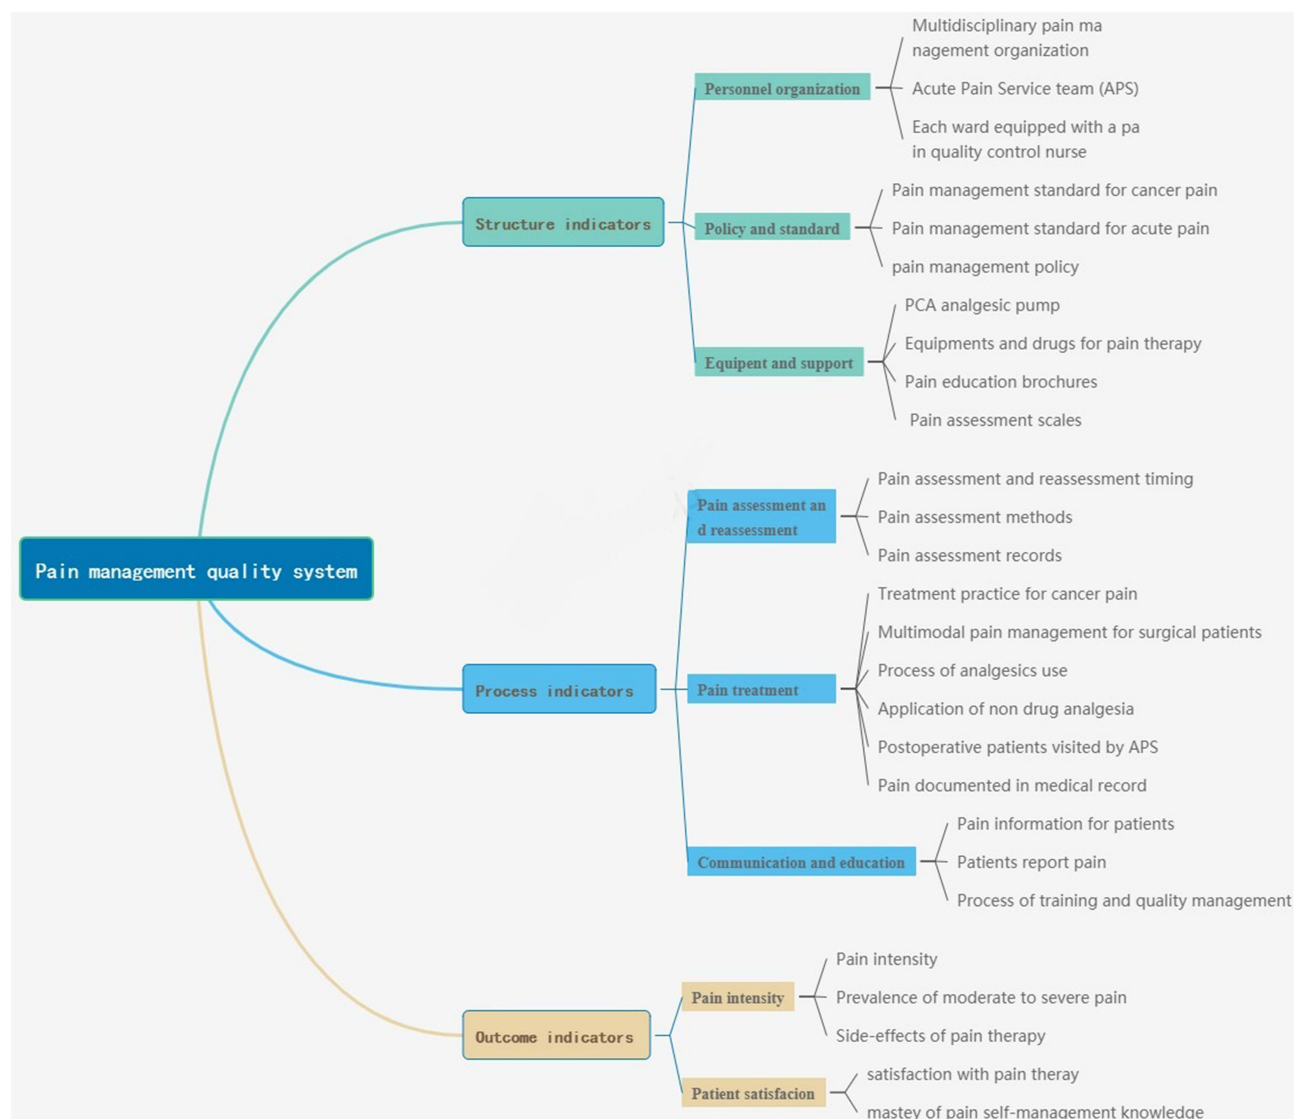 Pain management quality system
Structure indicators
Personnel organization
Multidisciplinary pain ma
nagement organization
Acute Pain Service team (APS)
Each ward equipped with a pa
in quality control nurse
Policy and standard
Pain management standard for cancer pain
Pain management standard for acute pain
pain management policy
Equipent and support
PCA analgesic pump
Equipments and drugs for pain therapy
Pain education brochures
Pain assessment scales
Process indicators
Pain assessment an
d reassessment
Pain assessment and reassessment timing
Pain assessment methods
Pain assessment records
Pain treatment
Treatment practice for cancer pain
Multimodal pain management for surgical patients
Process of analgesics use
Application of non drug analgesia
Postoperative patients visited by APS
Pain documented in medical record
Communication and education
Pain information for patients
Patients report pain
Process of training and quality management
Outcome indicators
Pain intensity
Pain intensity
Prevalence of moderate to severe pain
Side-effects of pain therapy
Patient satisfacion
satisfaction with pain theray
mastey of pain self-management knowledge